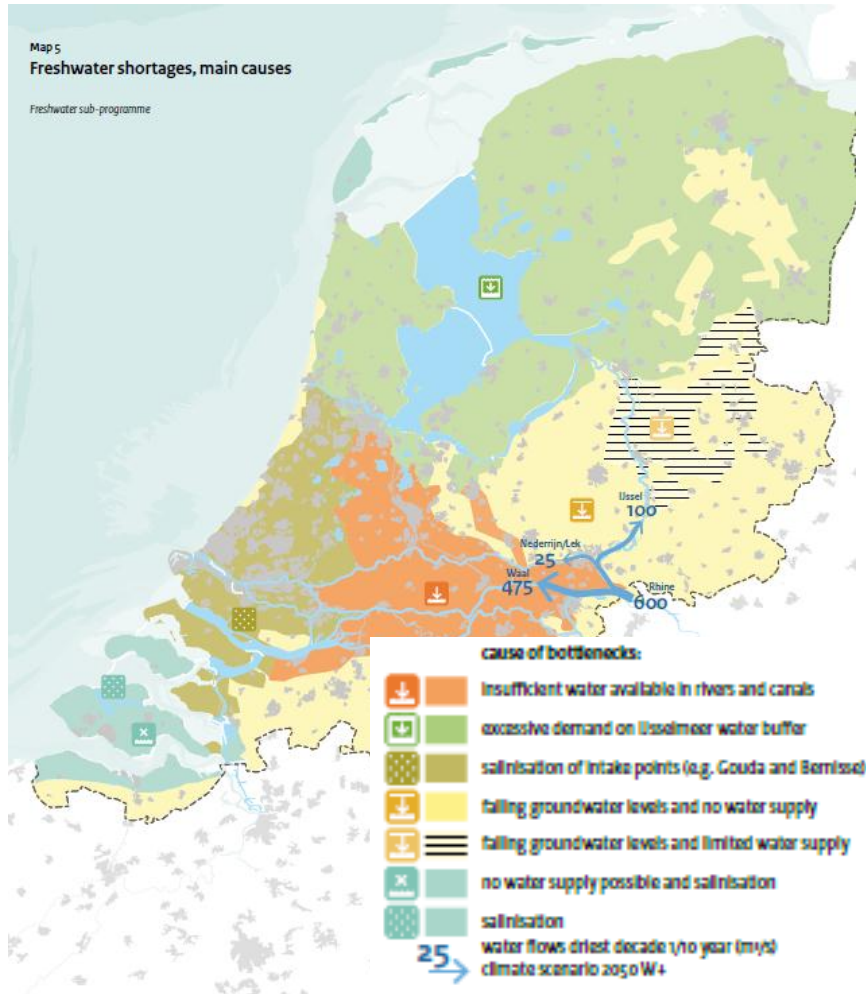 Map 5
Freshwater shortages, main causes
Freshwater sub-programme
IJssel
100
Nederrijn/Lek
25
Waal
475
Rhine
600
cause of bottlenecks:
insufficient water available in rivers and canals
excessive demand on IJsselmeer water buffer
salinisation of intake points (e.g. Gouda and Bernisse)
falling groundwater levels and no water supply
falling groundwater levels and limited water supply
no water supply possible and salinisation
salinisation
25
water flows driest decade 1/10 year (m³/s)
climate scenario 2050 W+